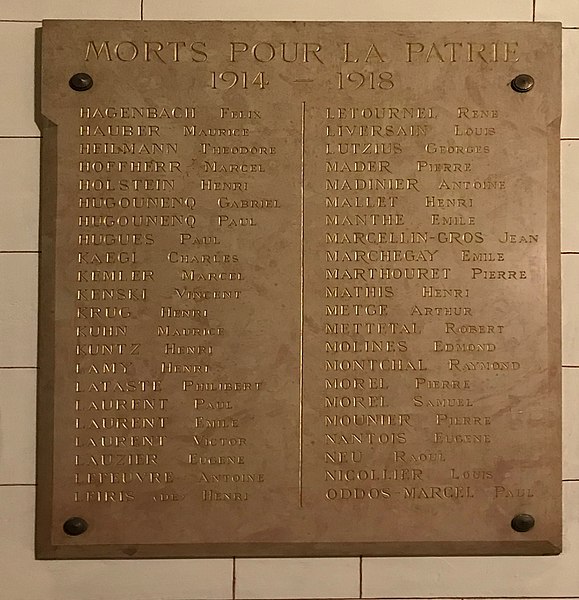 MORTS POUR LA PATRIE
1914 – 1918
HAGENBACH FELIX
HAUBER MAURICE
HEILMANN THEODORE
HOFFHERR MARCEL
HOLSTEIN HENRI
HUGOUNENQ GABRIEL
HUGOUNENQ PAUL
HUGUES PAUL
KAEGI CHARLES
KEMLER MARCEL
KENSKI VINCENT
KRUG HENRI
KUHN MAURICE
KUNTZ HENRI
LAMY HENRI
LATASTE PHILIBERT
LAURENT PAUL
LAURENT EMILE
LAURENT VICTOR
LAUZIER EUGENE
LEFEUVRE ANTOINE
LEIRIS (DE) HENRI
LETOURNEL RENE
LIVERSAIN LOUIS
LUTZIUS GEORGES
MADER PIERRE
MADINIER ANTOINE
MALLET HENRI
MANTHE EMILE
MARCELLIN-GROS JEAN
MARCHEGAY EMILE
MARTHOURET PIERRE
MATHIS HENRI
METGE ARTHUR
METTETAL ROBERT
MOLINES EDMOND
MONTCHAL RAYMOND
MOREL PIERRE
MOREL SAMUEL
MOUNIER PIERRE
NANTOIS EUGENE
NEU RAOUL
NICOLLIER LOUIS
ODDOS-MARCEL PAUL